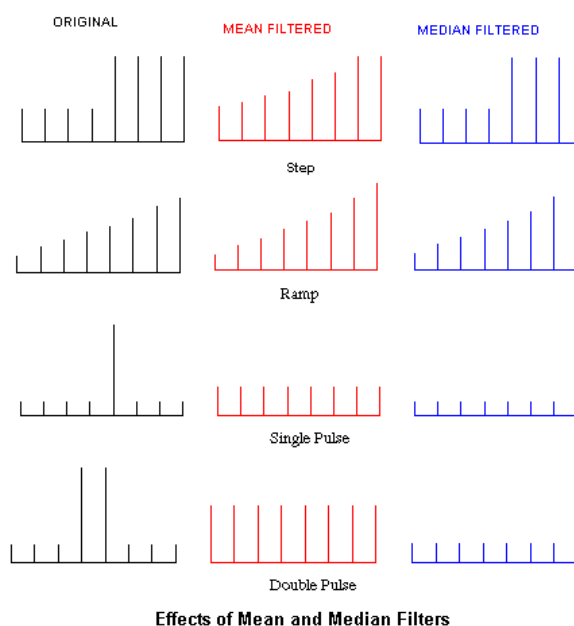 ORIGINAL
MEAN FILTERED
MEDIAN FILTERED
Step
Ramp
Single Pulse
Double Pulse
Effects of Mean and Median Filters